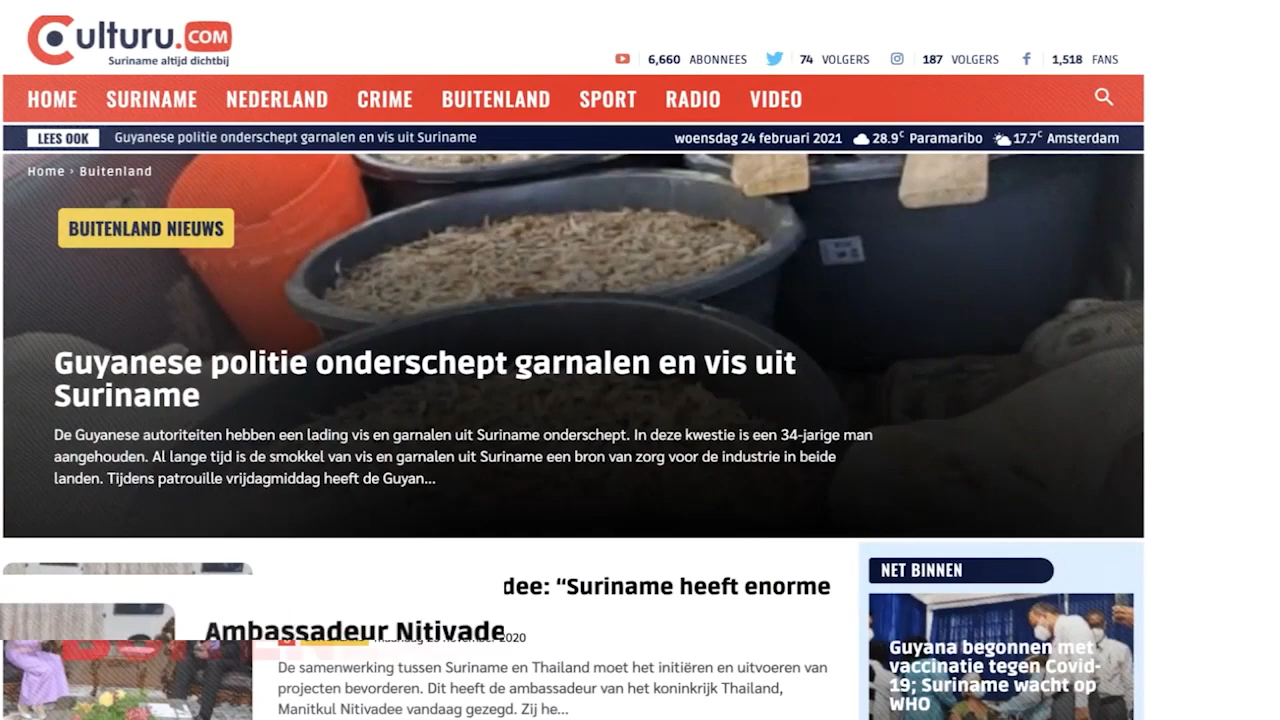 Culturu.COM
Suriname altijd dichtbij
6,660 ABONNEES 74 VOLGERS 187 VOLGERS 1,518 FANS
HOME SURINAME NEDERLAND CRIME BUITENLAND SPORT RADIO VIDEO
LEES OOK Guyanese politie onderschept garnalen en vis uit Suriname woensdag 24 februari 2021 28.9 C Paramaribo 17.7 C Amsterdam
Home › Buitenland
BUITENLAND NIEUWS
Guyanese politie onderschept garnalen en vis uit
Suriname
De Guyanese autoriteiten hebben een lading vis en garnalen uit Suriname onderschept. In deze kwestie is een 34-jarige man
aangehouden. Al lange tijd is de smokkel van vis en garnalen uit Suriname een bron van zorg voor de industrie in beide
landen. Tijdens patrouille vrijdagmiddag heeft de Guyan...
dee: “Suriname heeft enorme
Ambassadeur Nitivade
2020
De samenwerking tussen Suriname en Thailand moet het initiëren en uitvoeren van
projecten bevorderen. Dit heeft de ambassadeur van het koninkrijk Thailand,
Manitkul Nitivadee vandaag gezegd. Zij he...
NET BINNEN
Guyana begonnen met
vaccinatie tegen Covid-
19; Suriname wacht op
WHO